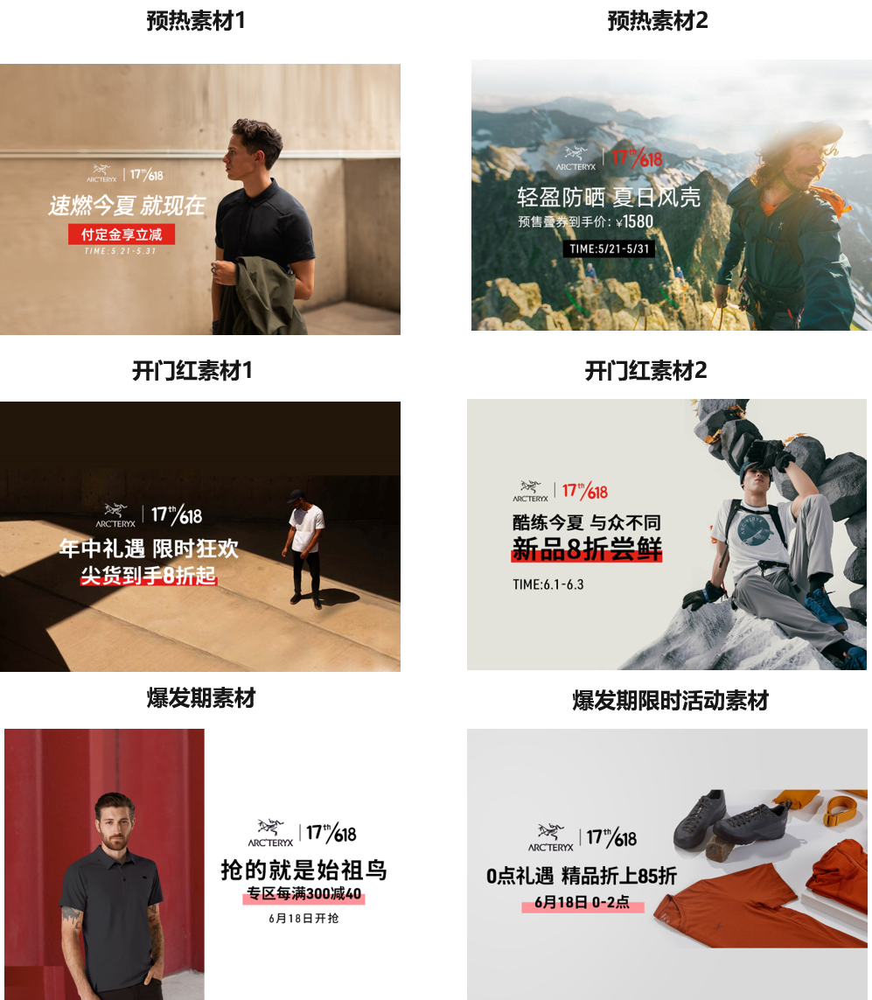 预热素材1
预热素材2
ARC'TERYX | 17th/618
速燃今夏 就现在
付定金享立减
TIME:5.21-5.31
ARC'TERYX | 17th/618
轻盈防晒 夏日风壳
预售叠券到手价：¥1580
TIME:5/21-5/31
开门红素材1
开门红素材2
ARC'TERYX | 17th/618
年中礼遇 限时狂欢
尖货到手8折起
ARC'TERYX | 17th/618
酷练今夏 与众不同
新品8折尝鲜
TIME:6.1-6.3
ARC'TERYX
爆发期素材
爆发期限时活动素材
ARC'TERYX | 17th/618
抢的就是始祖鸟
专区每满300减40
6月18日开抢
ARC'TERYX | 17th/618
0点礼遇 精品折上85折
6月18日 0-2点